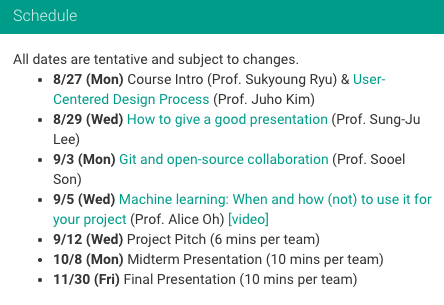 Schedule
All dates are tentative and subject to changes.
• 8/27 (Mon) Course Intro (Prof. Sukyoung Ryu) & User-
Centered Design Process (Prof. Juho Kim)
• 8/29 (Wed) How to give a good presentation (Prof. Sung-Ju
Lee)
• 9/3 (Mon) Git and open-source collaboration (Prof. Sooel
Son)
• 9/5 (Wed) Machine learning: When and how (not) to use it for
your project (Prof. Alice Oh) [video]
• 9/12 (Wed) Project Pitch (6 mins per team)
• 10/8 (Mon) Midterm Presentation (10 mins per team)
• 11/30 (Fri) Final Presentation (10 mins per team)